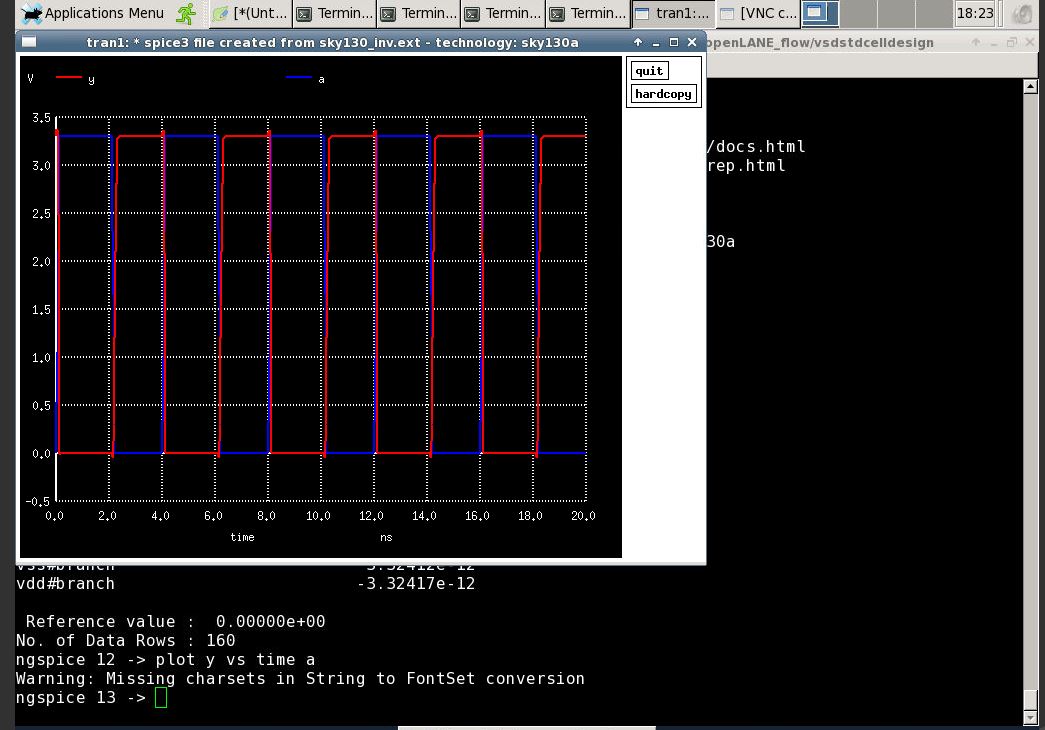 Applications Menu
[*(Unt...
Termin...
Termin...
Termin...
Termin...
tran1:...
[VNC c...
18:23
tran1: * spice3 file created from sky130_inv.ext - technology: sky130a
openLANE_flow/vsdstdcelldesign
quit
hardcopy
V
y
a
3.5
3.0
2.5
2.0
1.5
1.0
0.5
0.0
-0.5
0.0 2.0 4.0 6.0 8.0 10.0 12.0 14.0 16.0 18.0 20.0
time ns
/docs.html
rep.html
30a
vss#branch 3.32412e-12
vdd#branch -3.32417e-12
Reference value : 0.00000e+00
No. of Data Rows : 160
ngspice 12 -> plot y vs time a
Warning: Missing charsets in String to FontSet conversion
ngspice 13 ->